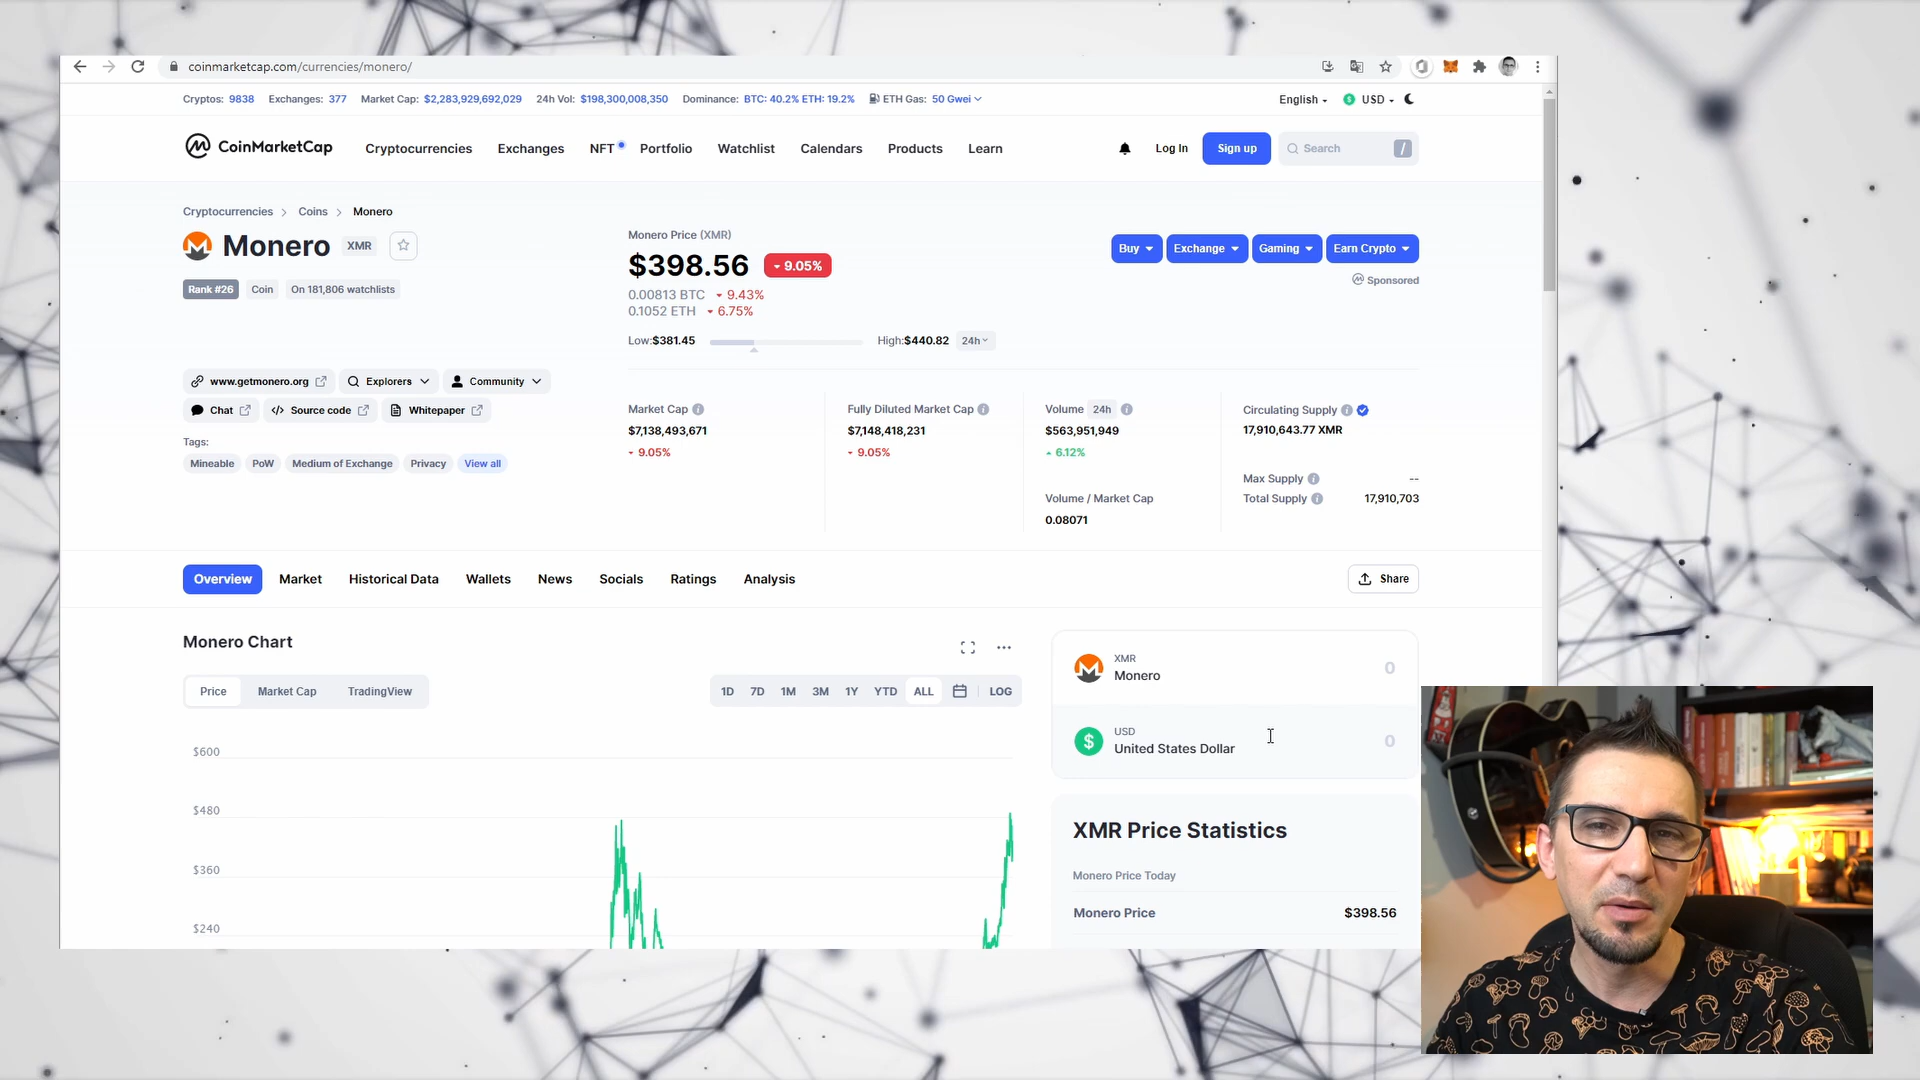 coinmarketcap.com/currencies/monero/
Cryptos: 9838 Exchanges: 377 Market Cap: $2,283,929,692,029 24h Vol: $198,300,008,350 Dominance: BTC: 40.2% ETH: 19.2% ETH Gas: 50 Gwei English USD
CoinMarketCap Cryptocurrencies Exchanges NFT Portfolio Watchlist Calendars Products Learn Log In Sign up Search /
Cryptocurrencies > Coins > Monero
Monero XMR
Rank #26 Coin On 181,806 watchlists
Monero Price (XMR)
$398.56 9.05%
0.00813 BTC 9.43%
0.1052 ETH 6.75%
Low:$381.45 High:$440.82 24h
Buy Exchange Gaming Earn Crypto
Sponsored
www.getmonero.org Explorers Community
Chat Source code Whitepaper
Tags:
Mineable PoW Medium of Exchange Privacy View all
Market Cap
$7,138,493,671
9.05%
Fully Diluted Market Cap
$7,148,418,231
9.05%
Volume 24h
$563,951,949
6.12%
Volume / Market Cap
0.08071
Circulating Supply
17,910,643.77 XMR
Max Supply --
Total Supply 17,910,703
Overview Market Historical Data Wallets News Socials Ratings Analysis Share
Monero Chart
Price Market Cap TradingView 1D 7D 1M 3M 1Y YTD ALL LOG
$600
$480
$360
$240
XMR
Monero 0
USD
United States Dollar 0
XMR Price Statistics
Monero Price Today
Monero Price $398.56